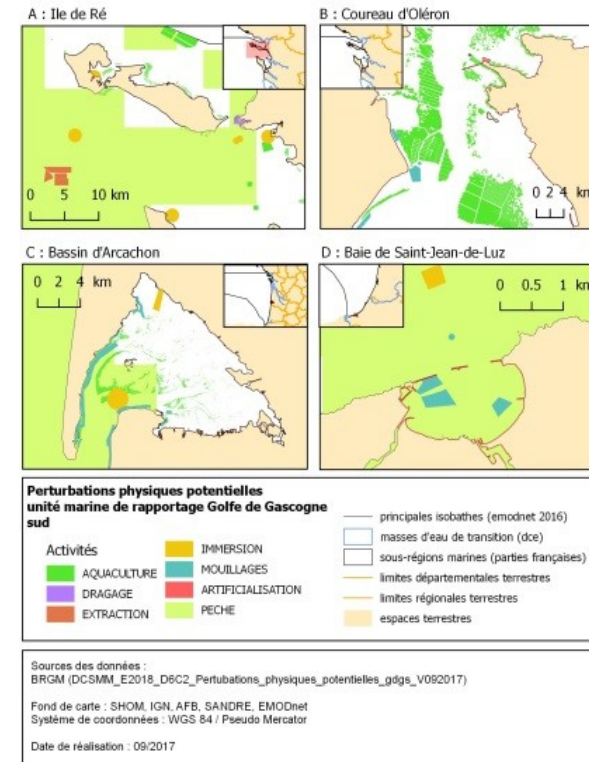 A : Ile de Ré
B : Coureau d'Oléron
0 5 10 km
0 2 4 km
C : Bassin d'Arcachon
D : Baie de Saint-Jean-de-Luz
0 2 4 km
0 0.5 1 km
Perturbations physiques potentielles
unité marine de rapportage Golfe de Gascogne
sud
Activités
AQUACULTURE
DRAGAGE
EXTRACTION
IMMERSION
MOUILLAGES
ARTIFICIALISATION
PECHE
principales isobathes (emodnet 2016)
masses d'eau de transition (dce)
sous-régions marines (parties françaises)
limites départementales terrestres
limites régionales terrestres
espaces terrestres
Sources des données :
BRGM (DCSMM_E2018_D6C2_Pertubations_physiques_potentielles_gdgs_V092017)
Fond de carte : SHOM, IGN, AFB, SANDRE, EMODnet
Système de coordonnées : WGS 84 / Pseudo Mercator
Date de réalisation : 09/2017